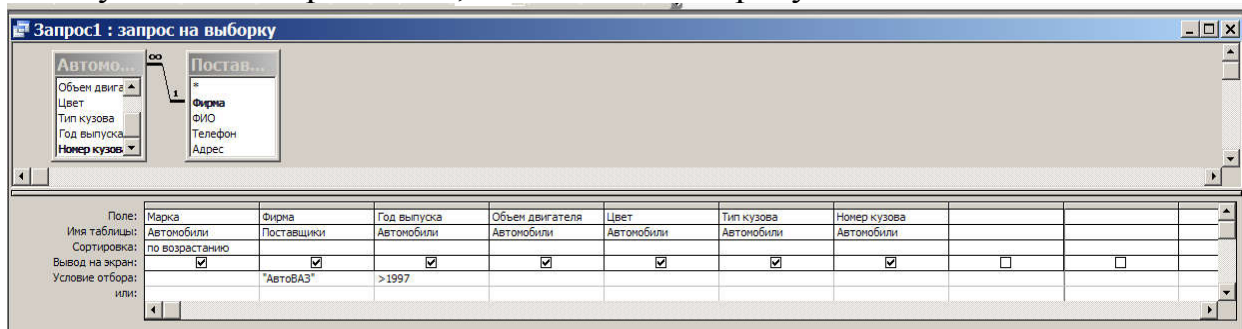 Запрос1 : запрос на выборку
Автомо...
Объем двига
Цвет
Тип кузова
Год выпуска
Номер кузов
∞
1
Постав...
*
Фирма
ФИО
Телефон
Адрес
Поле: Марка Фирма Год выпуска Объем двигателя Цвет Тип кузова Номер кузова
Имя таблицы: Автомобили Поставщики Автомобили Автомобили Автомобили Автомобили Автомобили
Сортировка: по возрастанию
Вывод на экран:
Условие отбора: "АвтоВАЗ" >1997
или: